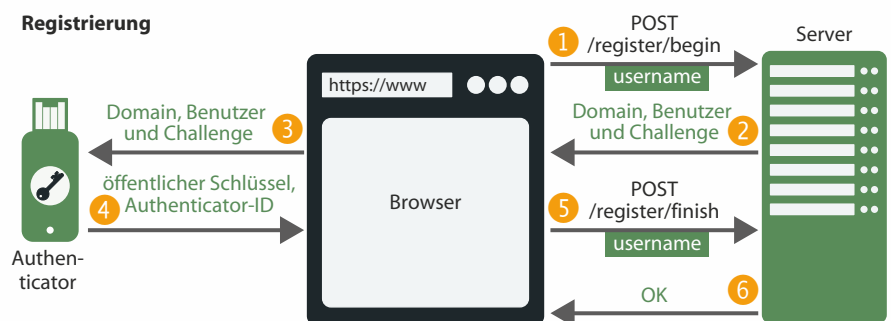 Registrierung
1
POST
/register/begin
username
Server
https://www
Domain, Benutzer
und Challenge
2
Domain, Benutzer
und Challenge
3
öffentlicher Schlüssel,
Authenticator-ID
4
Browser
5
POST
/register/finish
username
Authen-
ticator
OK
6